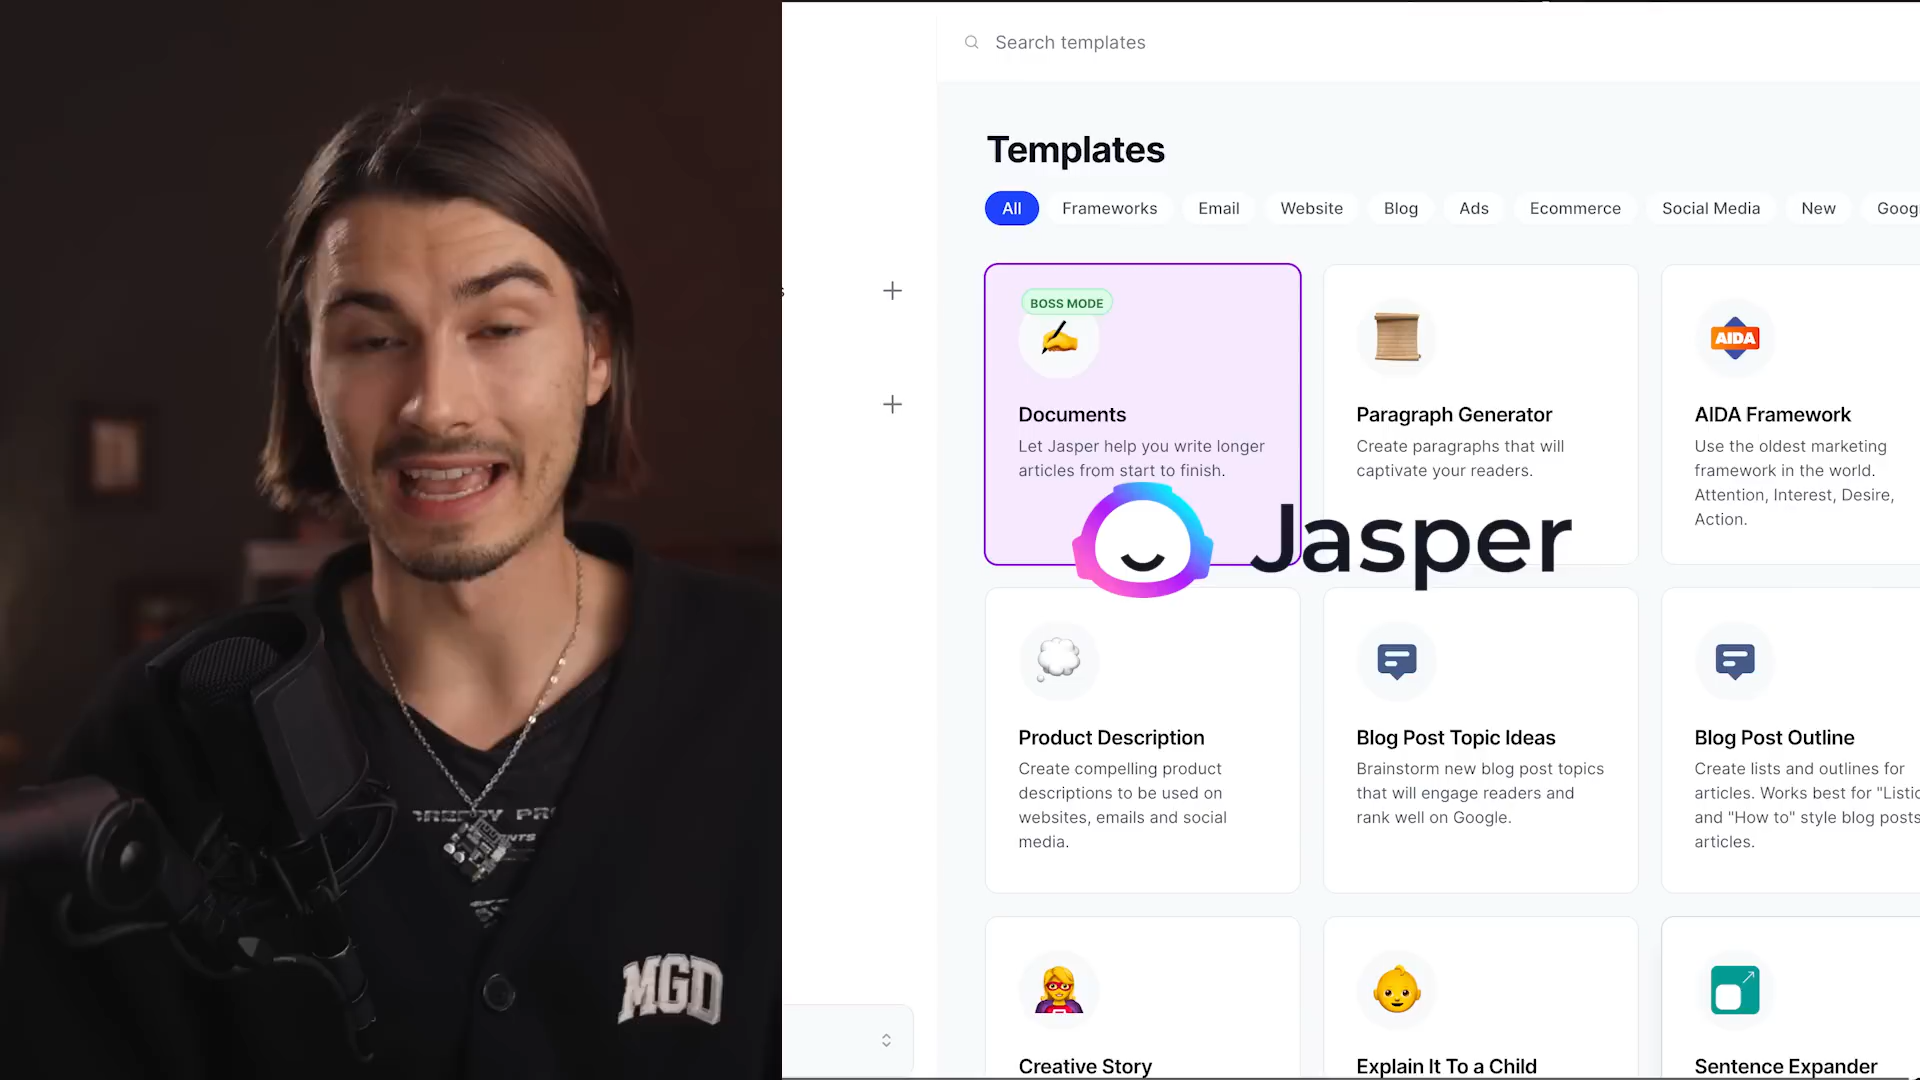 Search templates
Templates
All
Frameworks
Email
Website
Blog
Ads
Ecommerce
Social Media
New
BOSS MODE
Documents
Let Jasper help you write longer
articles from start to finish.
Paragraph Generator
Create paragraphs that will
captivate your readers.
AIDA
AIDA Framework
Use the oldest marketing
framework in the world.
Attention, Interest, Desire,
Action.
Jasper
Product Description
Create compelling product
descriptions to be used on
websites, emails and social
media.
Blog Post Topic Ideas
Brainstorm new blog post topics
that will engage readers and
rank well on Google.
Blog Post Outline
Create lists and outlines for
articles. Works best for
and "How to" style blog posts
articles.
Creative Story
Explain It To a Child
Sentence Expander
MGD